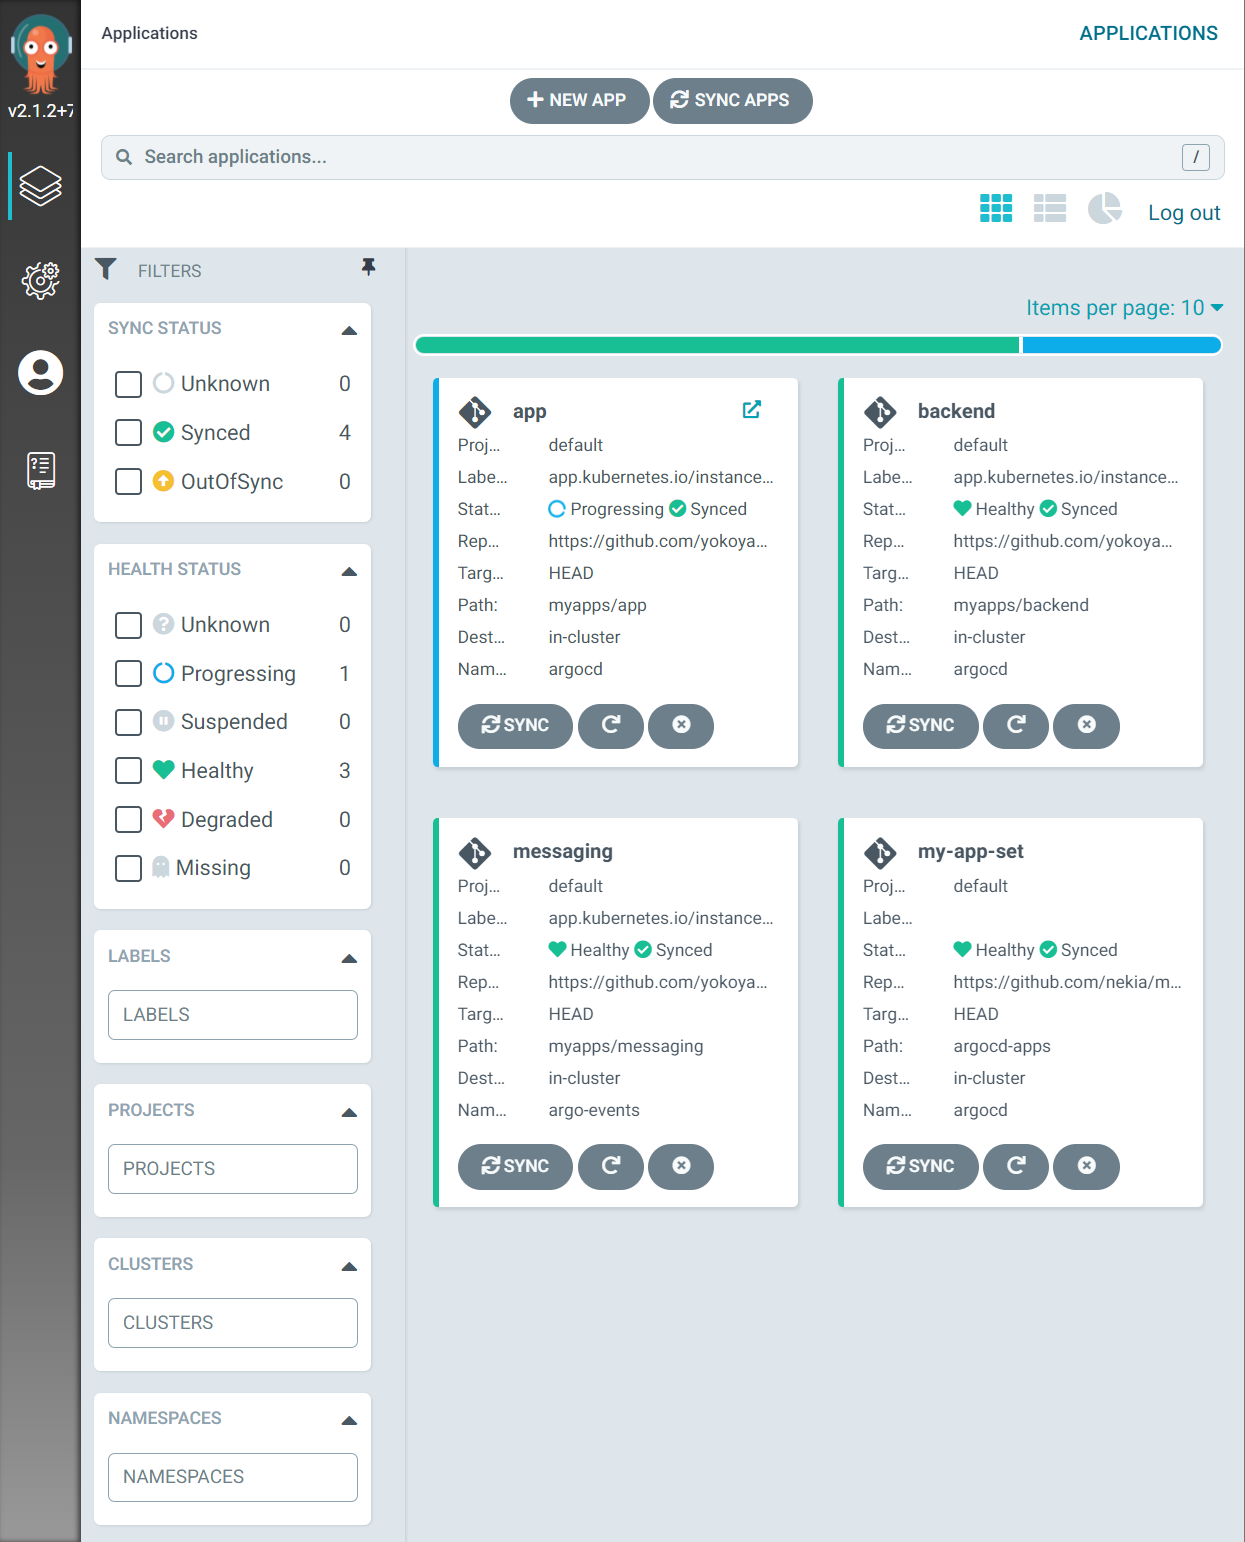 Applications
APPLICATIONS
v2.1.2+7
NEW APP
SYNC APPS
Search applications...
/
Log out
FILTERS
SYNC STATUS
Unknown 0
Synced 4
OutOfSync 0
HEALTH STATUS
Unknown 0
Progressing 1
Suspended 0
Healthy 3
Degraded 0
Missing 0
LABELS
LABELS
PROJECTS
PROJECTS
CLUSTERS
CLUSTERS
NAMESPACES
NAMESPACES
Items per page: 10
app
Proj... default
Labe... app.kubernetes.io/instance...
Stat... Progressing Synced
Rep... https://github.com/yokoya...
Targ... HEAD
Path: myapps/app
Dest... in-cluster
Nam... argocd
SYNC
backend
Proj... default
Labe... app.kubernetes.io/instance...
Stat... Healthy Synced
Rep... https://github.com/yokoya...
Targ... HEAD
Path: myapps/backend
Dest... in-cluster
Nam... argocd
SYNC
messaging
Proj... default
Labe... app.kubernetes.io/instance...
Stat... Healthy Synced
Rep... https://github.com/yokoya...
Targ... HEAD
Path: myapps/messaging
Dest... in-cluster
Nam... argo-events
SYNC
my-app-set
Proj... default
Labe...
Stat... Healthy Synced
Rep... https://github.com/nekia/m...
Targ... HEAD
Path: argocd-apps
Dest... in-cluster
Nam... argocd
SYNC